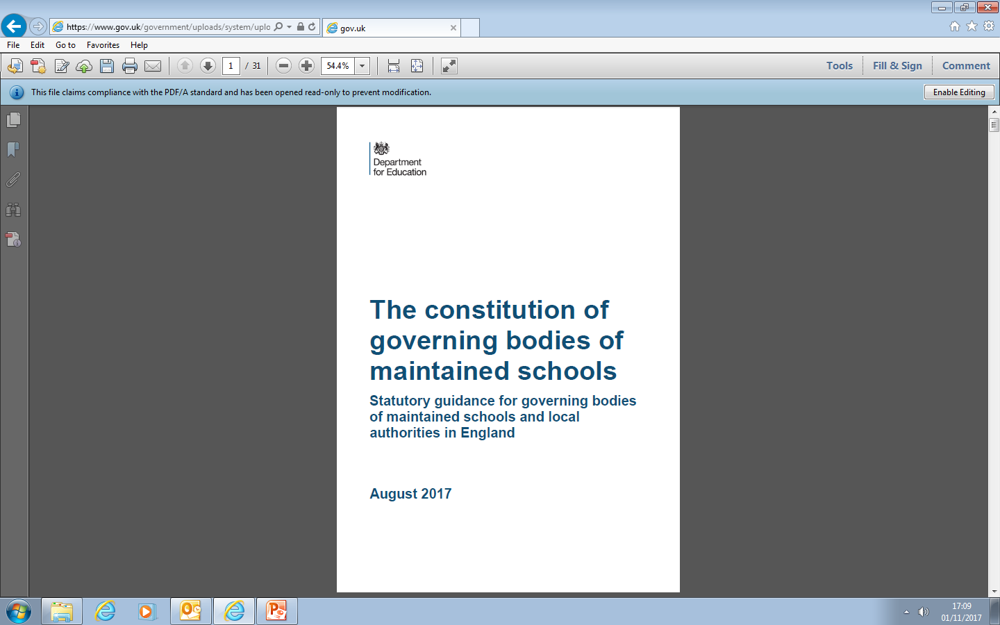 https://www.gov.uk/government/uploads/system/uplo
gov.uk
File Edit Go to Favorites Help
1 / 31 54.4% Tools Fill & Sign Comment
This file claims compliance with the PDF/A standard and has been opened read-only to prevent modification. Enable Editing
Department
for Education
The constitution of
governing bodies of
maintained schools
Statutory guidance for governing bodies
of maintained schools and local
authorities in England
August 2017
17:09
01/11/2017